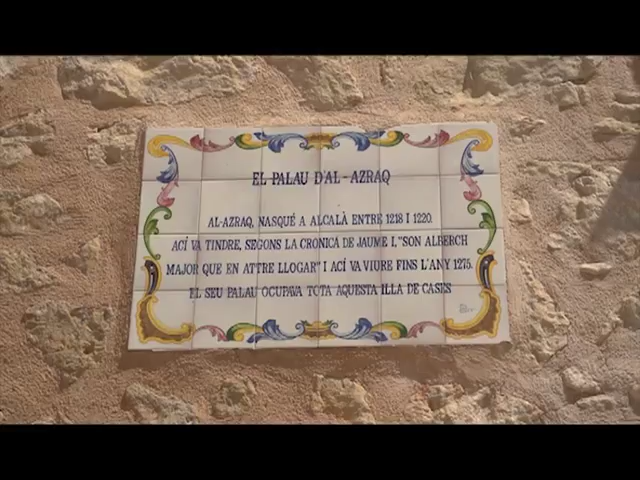 EL PALAU D'AL-AZRAQ
AL-AZRAQ, NASQUÉ A ALCALÀ ENTRE 1218 I 1220.
ACÍ VA TINDRE, SEGONS LA CRONICA DE JAUME I, "SON ALBERCH
MAJOR QUE EN ATTRE LLOGAR" I ACÍ VA VIURE FINS L'ANY 1275.
EL SEU PALAU OCUPAVA TOTA AQUESTA ILLA DE CASES